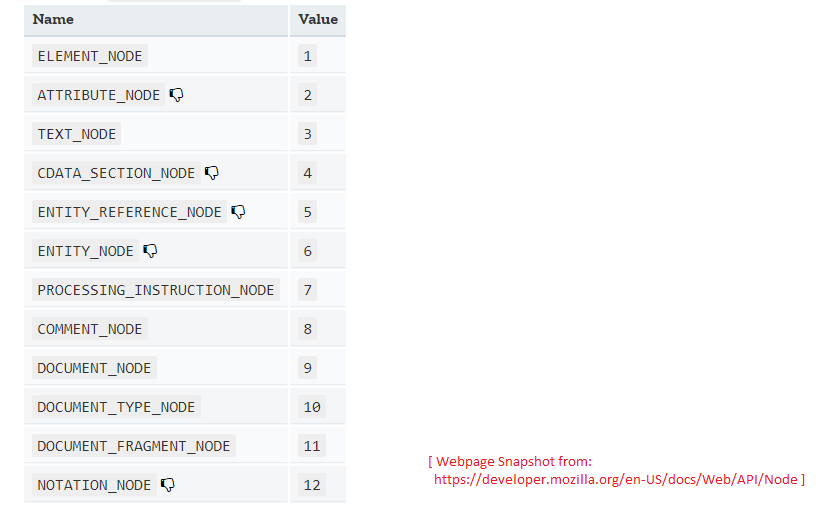 Name Value
ELEMENT_NODE 1
ATTRIBUTE_NODE 2
TEXT_NODE 3
CDATA_SECTION_NODE 4
ENTITY_REFERENCE_NODE 5
ENTITY_NODE 6
PROCESSING_INSTRUCTION_NODE 7
COMMENT_NODE 8
DOCUMENT_NODE 9
DOCUMENT_TYPE_NODE 10
DOCUMENT_FRAGMENT_NODE 11
NOTATION_NODE 12
[ Webpage Snapshot from:
https://developer.mozilla.org/en-US/docs/Web/API/Node ]